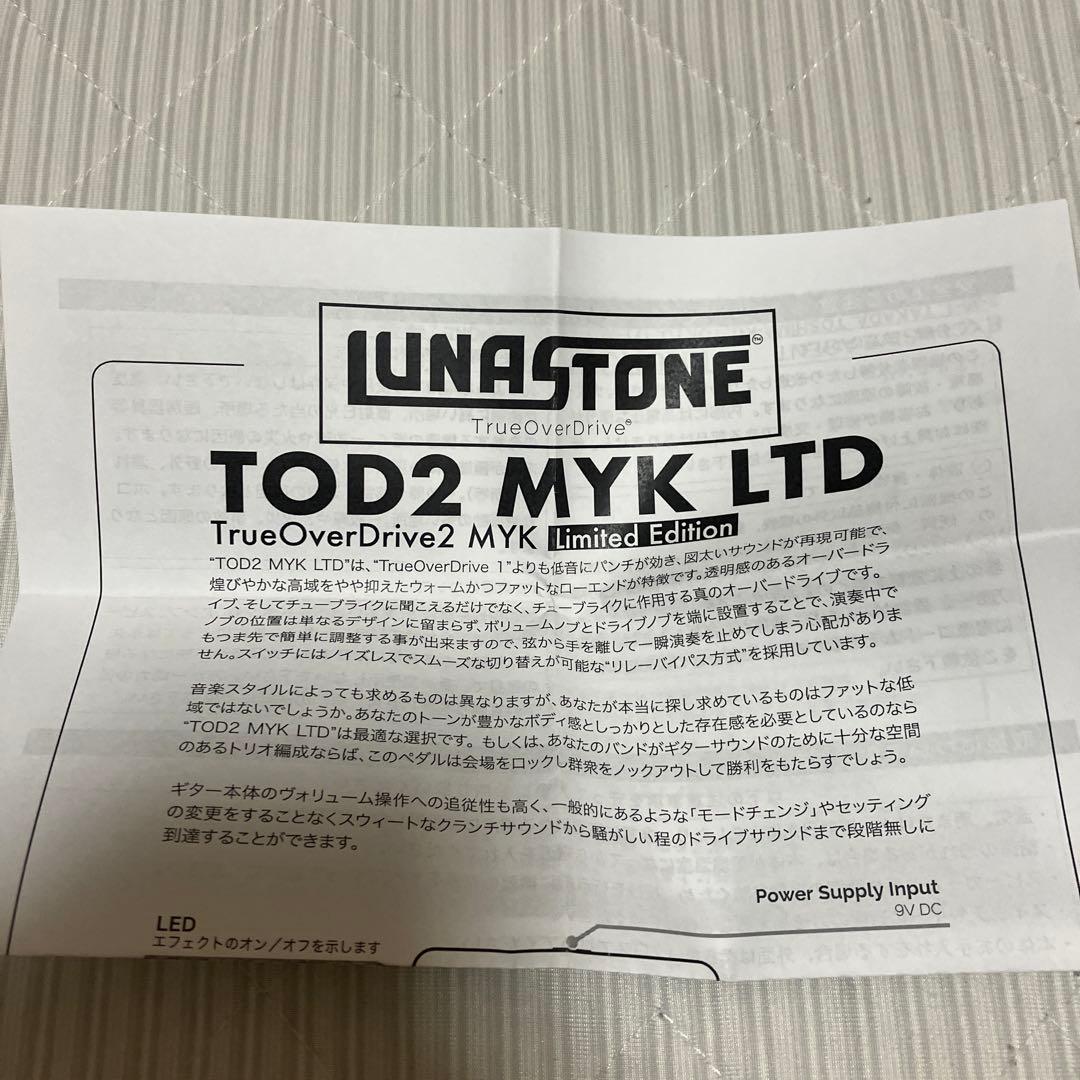 LUNASTONE™
TrueOverDrive®
TOD2 MYK LTD
TrueOverDrive2 MYK Limited Edition
“TOD2 MYK LTD”は、“TrueOverDrive 1”よりも低音にパンチが効き、図太いサウンドが再現可能で、
煌びやかな高域をやや抑えたウォームかつファットなローエンドが特徴です。透明感のあるオーバードラ
イブ、そしてチューブライクに聞こえるだけでなく、チューブライクに作用する真のオーバードライブです。
ノブの位置は単なるデザインに留まらず、ボリュームノブとドライブノブを端に設置することで、演奏中で
もつま先で簡単に調整する事が出来ますので、弦から手を離して一瞬演奏を止めてしまう心配がありま
せん。スイッチにはノイズレスでスムーズな切り替えが可能な“リレーバイパス方式”を採用しています。
音楽スタイルによっても求めるものは異なりますが、あなたが本当に探し求めているものはファットな低
域ではないでしょうか。あなたのトーンが豊かなボディ感としっかりとした存在感を必要としているのなら
“TOD2 MYK LTD”は最適な選択です。もしくは、あなたのバンドがギターサウンドのために十分な空間
のあるトリオ編成ならば、このペダルは会場をロックし群衆をノックアウトして勝利をもたらすでしょう。
ギター本体のヴォリューム操作への追従性も高く、一般的にあるような「モードチェンジ」やセッティング
の変更をすることなくスウィートなクランチサウンドから騒がしい程のドライブサウンドまで段階無しに
到達することができます。
Power Supply Input
9V DC
LED
エフェクトのオン／オフを示します